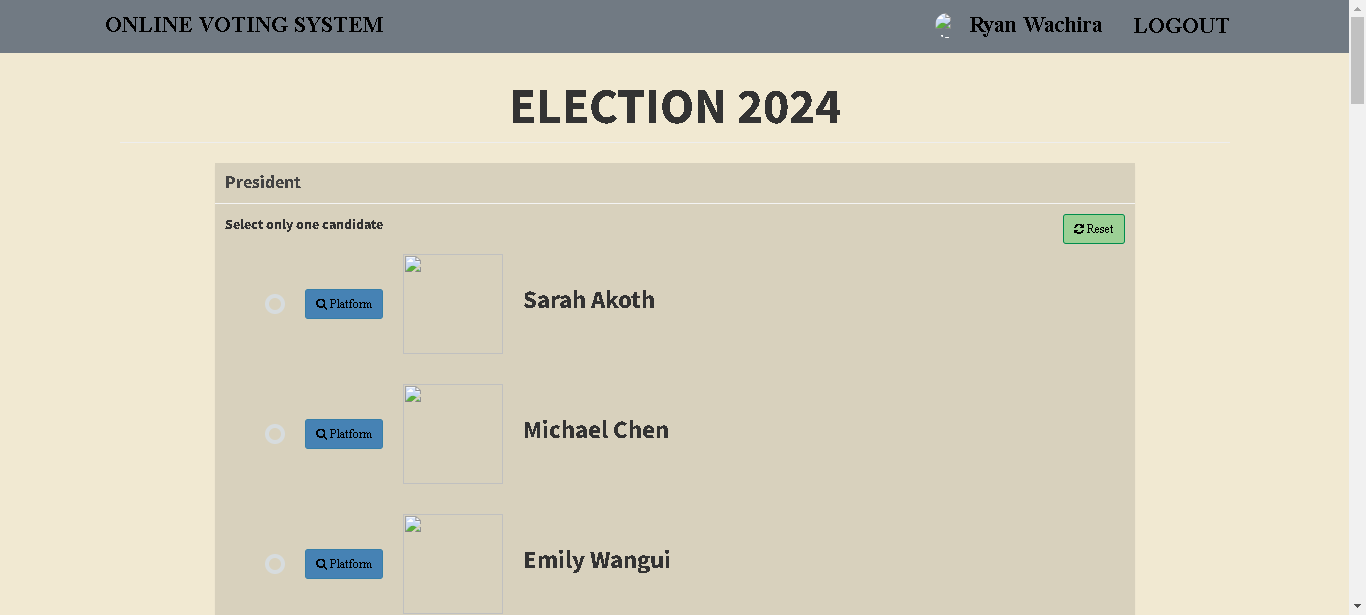 ONLINE VOTING SYSTEM
Ryan Wachira
LOGOUT
ELECTION 2024
President
Select only one candidate
Reset
Platform
Sarah Akoth
Platform
Michael Chen
Platform
Emily Wangui